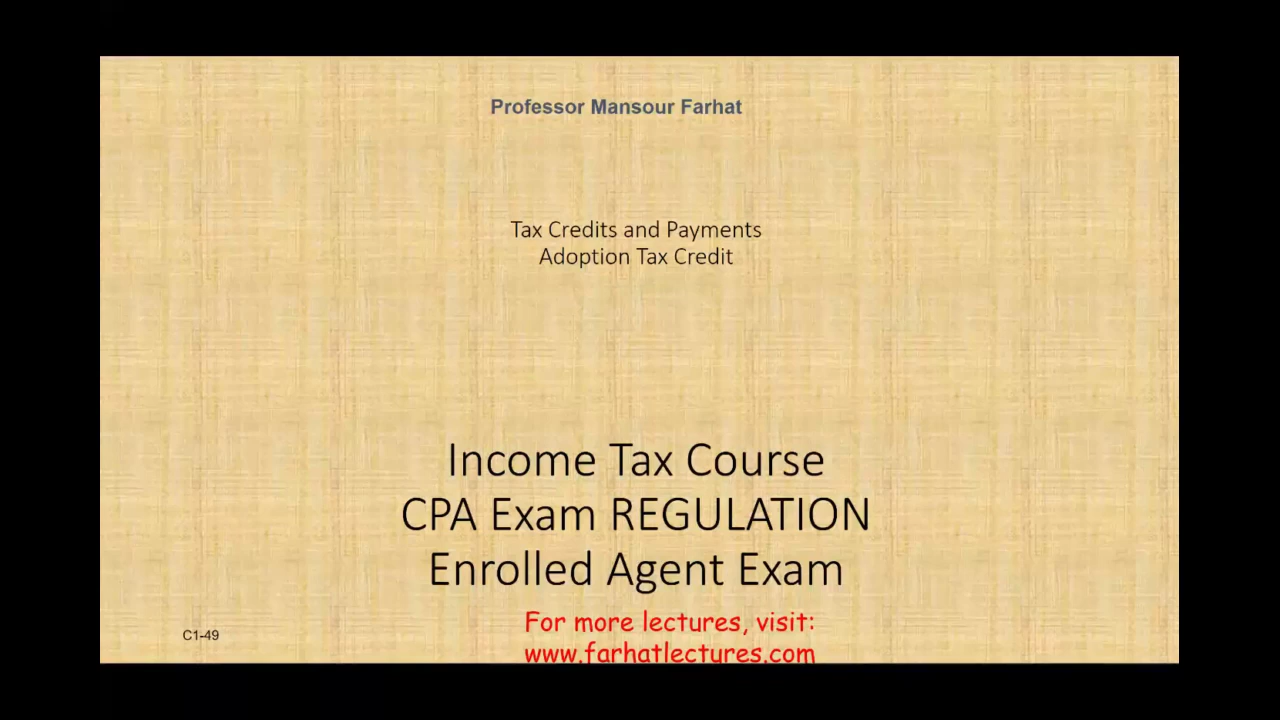 Professor Mansour Farhat
Tax Credits and Payments
Adoption Tax Credit
Income Tax Course
CPA Exam REGULATION
Enrolled Agent Exam
For more lectures, visit:
www.farhatlectures.com
C1-49